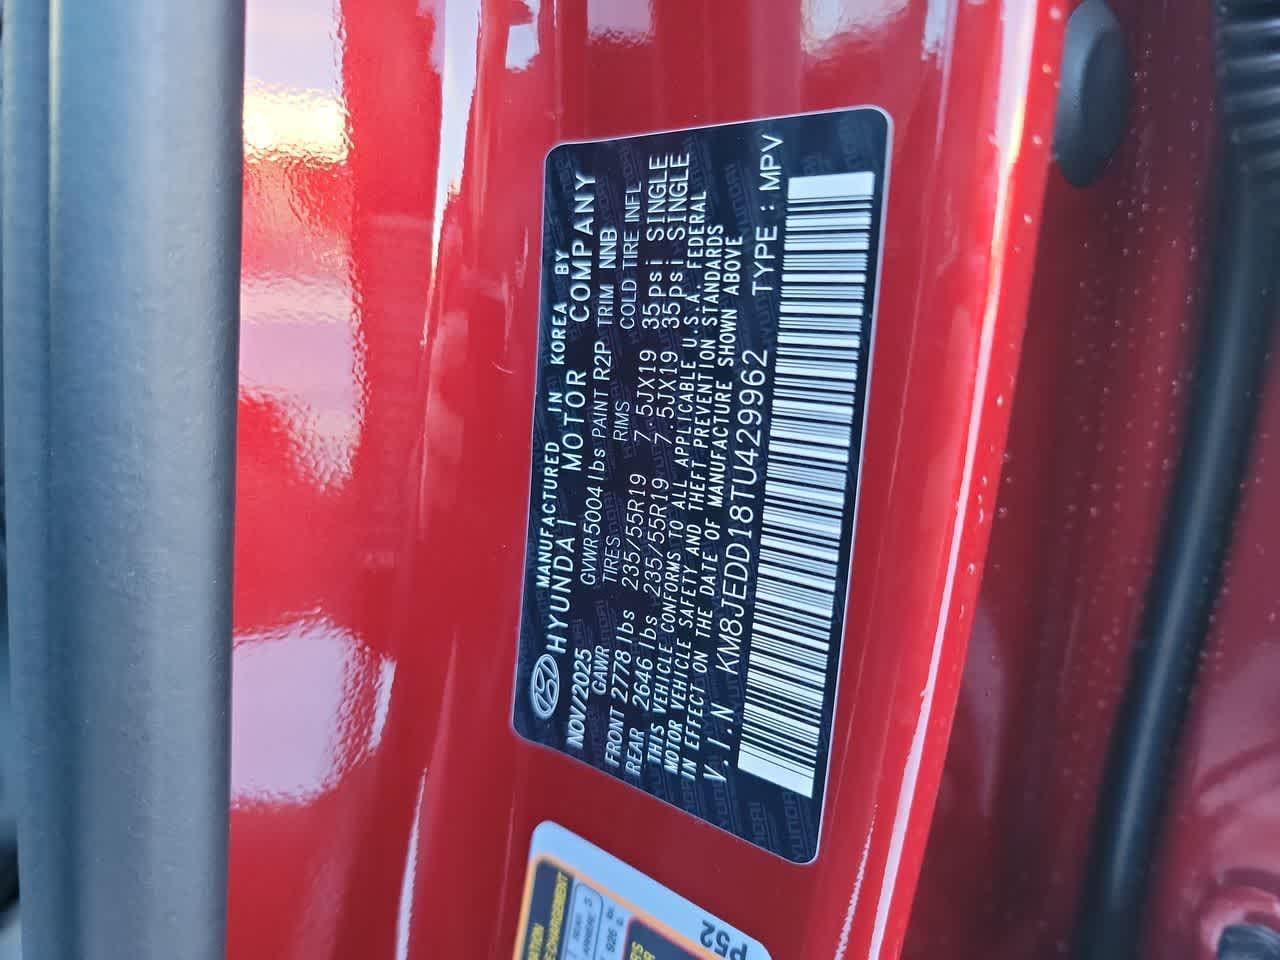 MANUFACTURED IN KOREA BY
HYUNDAI MOTOR COMPANY
NOV/2025 GVWR 5004 lbs PAINT R2P TRIM NNB
GAWR TIRES RIMS COLD TIRE INFL
FRONT 2778 lbs 235/55R19 7.5JX19 35psi SINGLE
REAR 2646 lbs 235/55R19 7.5JX19 35psi SINGLE
THIS VEHICLE CONFORMS TO ALL APPLICABLE U.S.A. FEDERAL
MOTOR VEHICLE SAFETY AND THEFT PREVENTION STANDARDS
IN EFFECT ON THE DATE OF MANUFACTURE SHOWN ABOVE
V.I.N KM8JEDD18TU429962 TYPE : MPV
P52